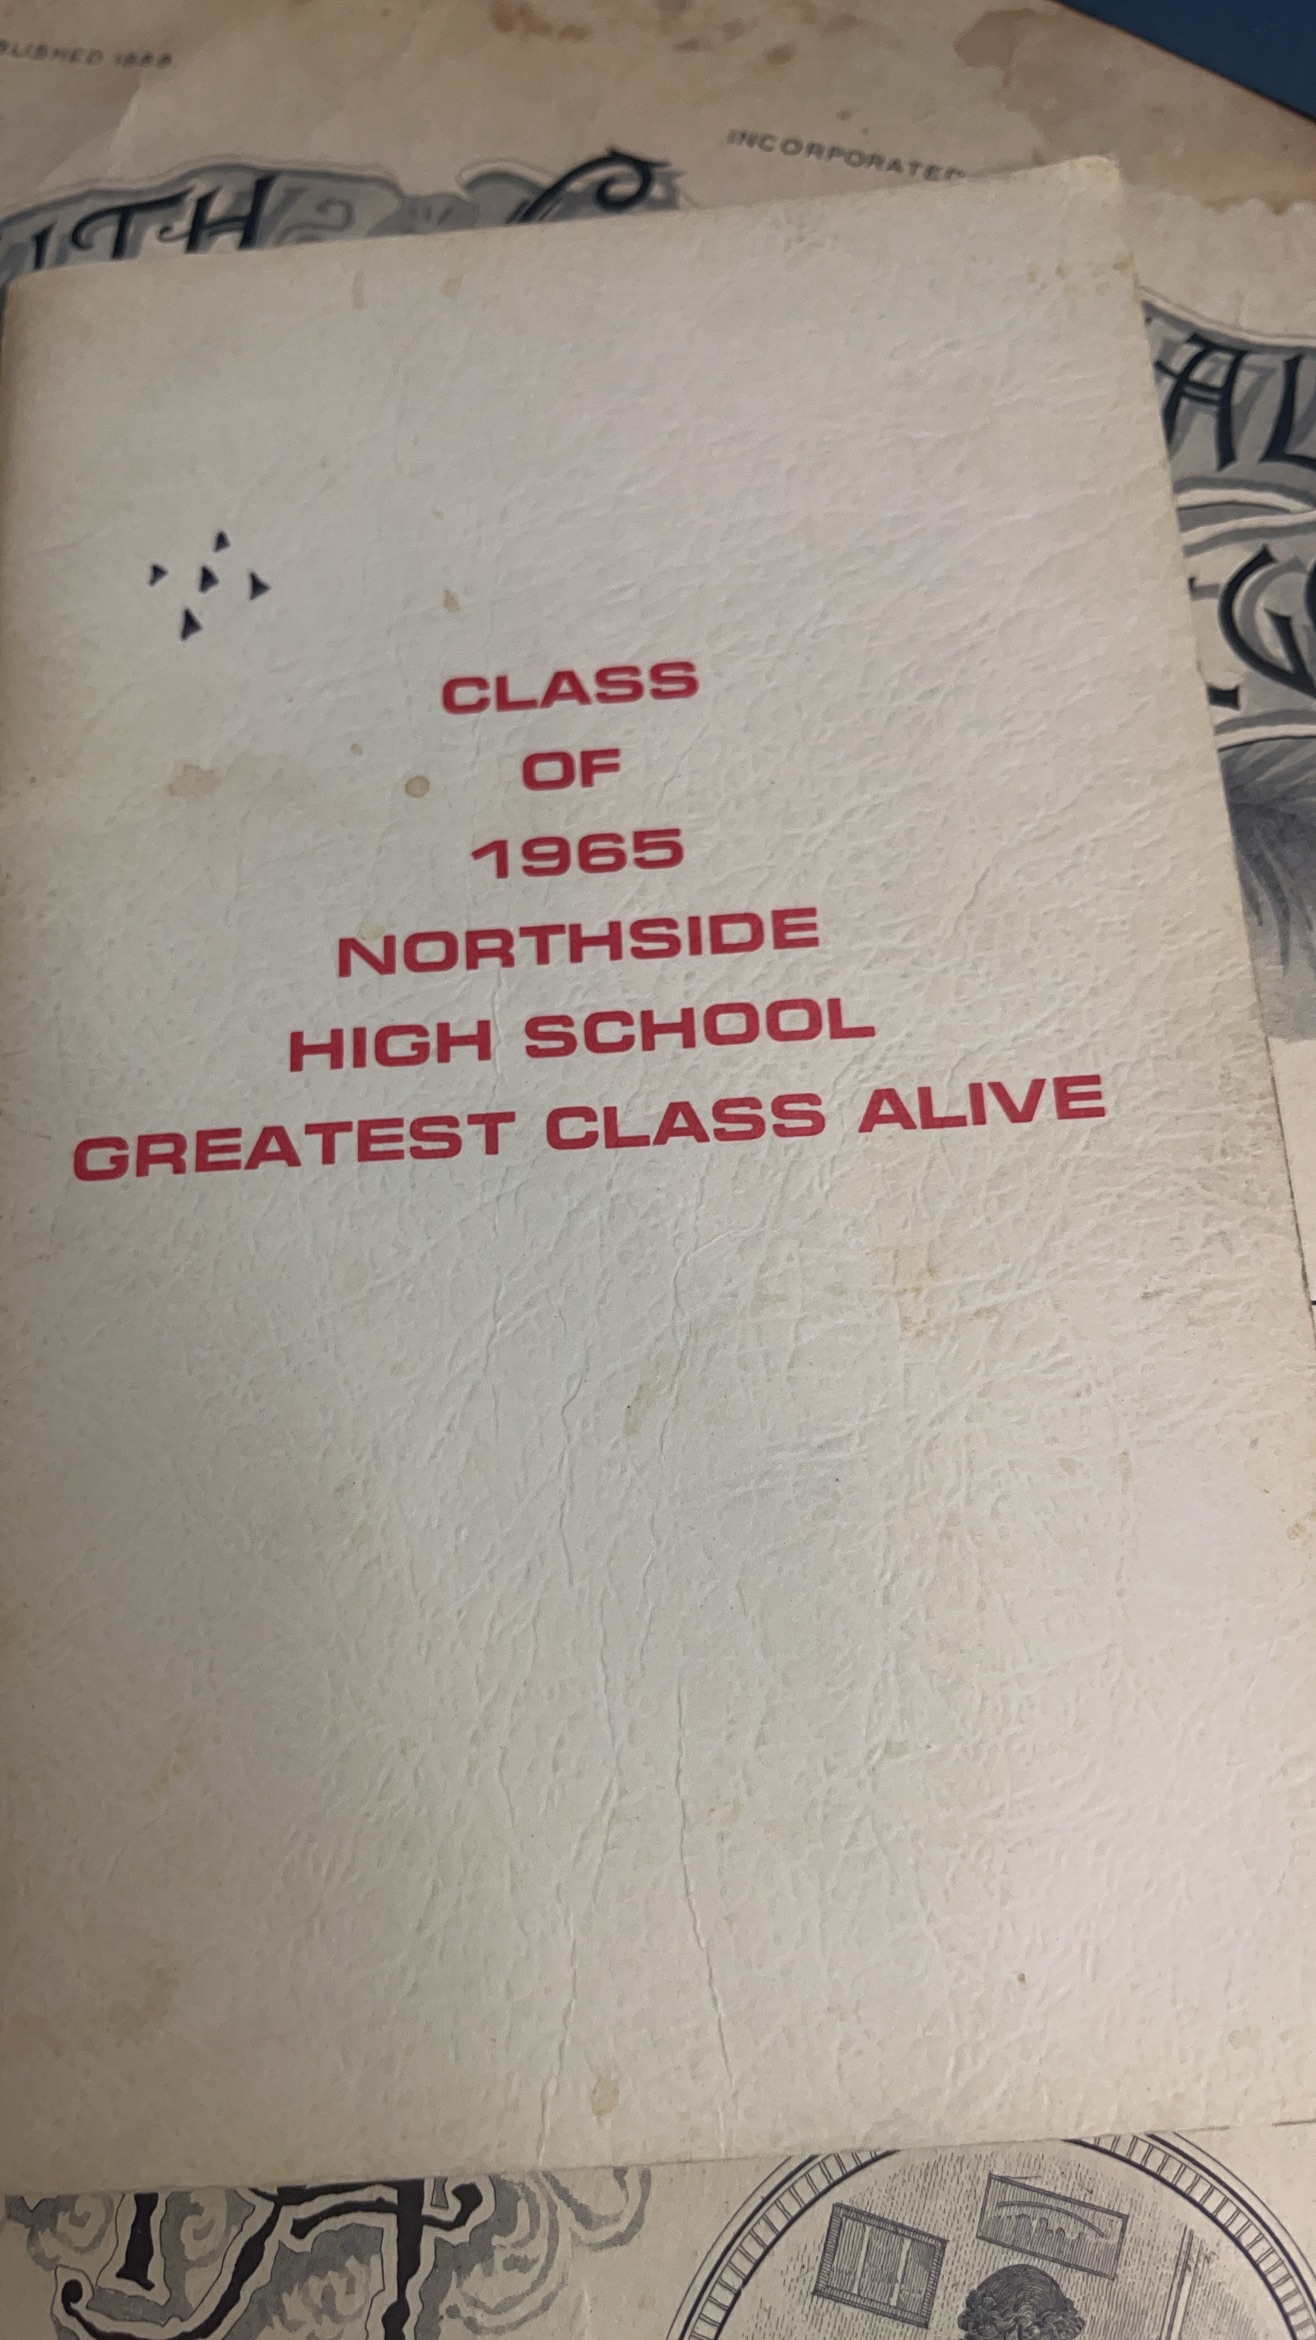 INCORPORATED
CLASS
OF
1965
NORTHSIDE
HIGH SCHOOL
GREATEST CLASS ALIVE